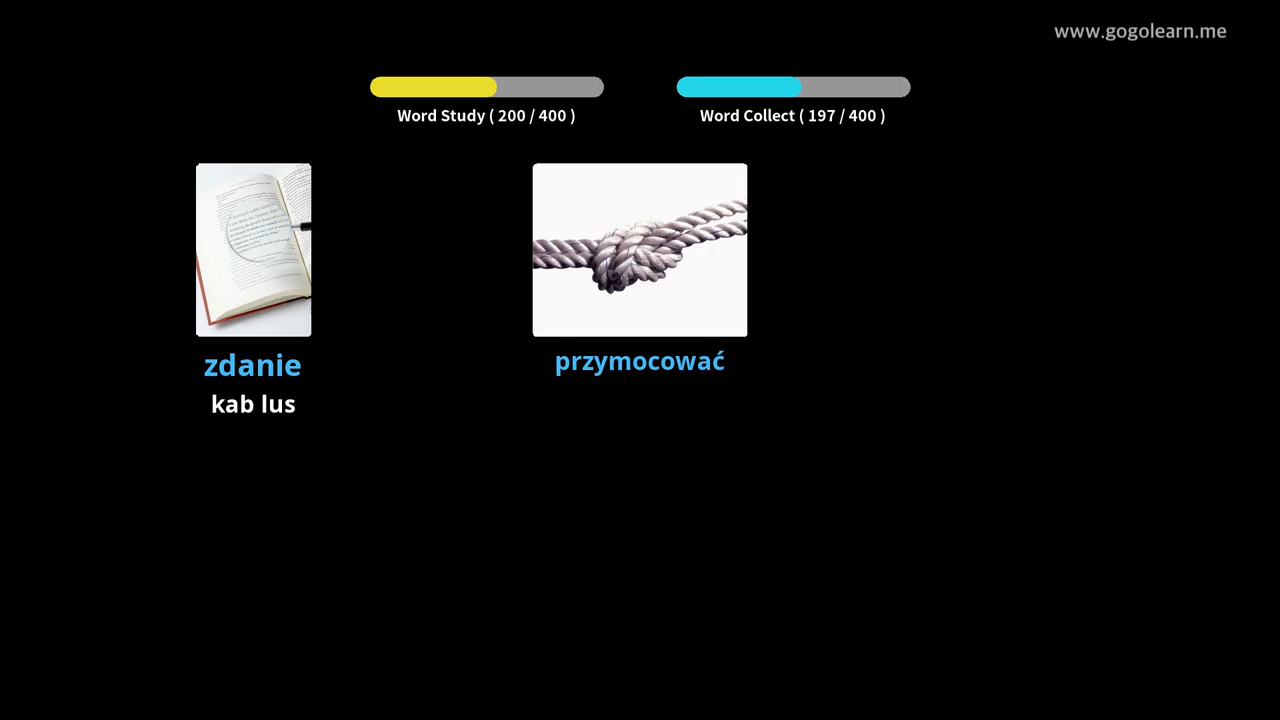 www.gogolearn.me
Word Study ( 200 / 400 )
Word Collect ( 197 / 400 )
zdanie
kab lus
przymocować